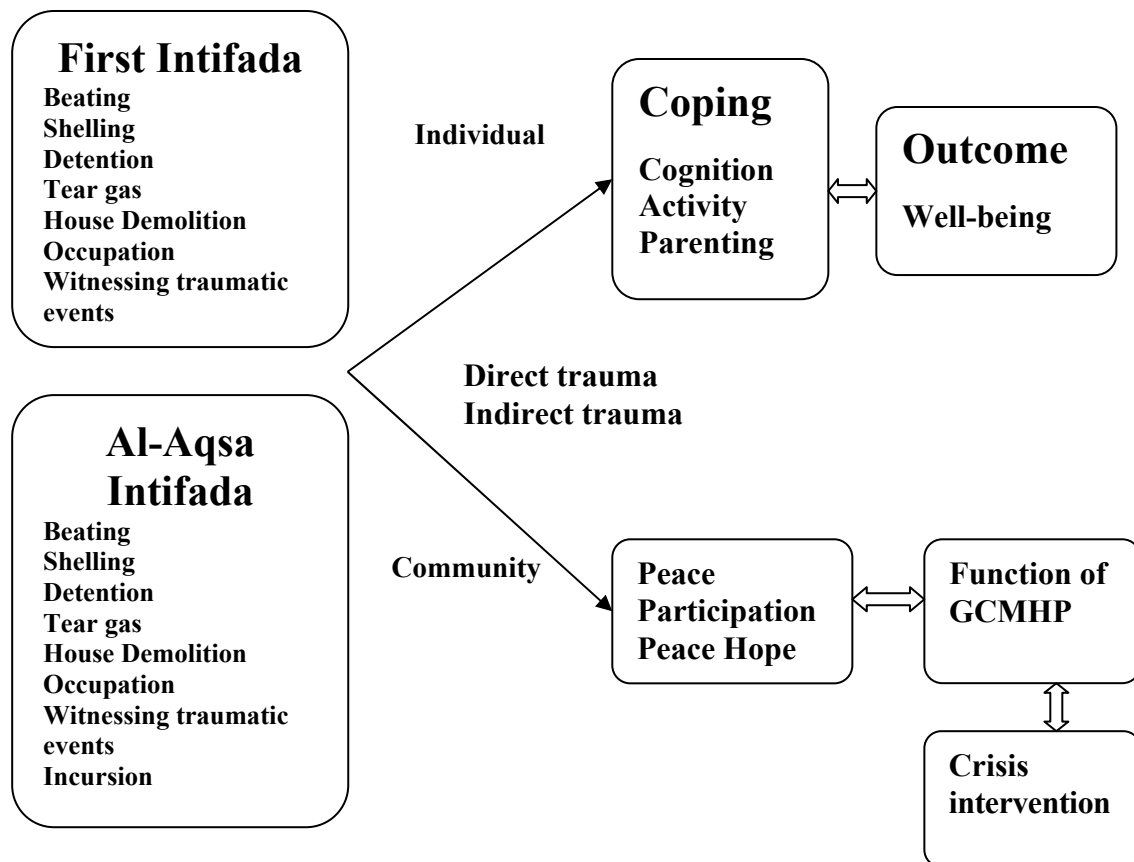 First Intifada
Beating
Shelling
Detention
Tear gas
House Demolition
Occupation
Witnessing traumatic
events
Al-Aqsa
Intifada
Beating
Shelling
Detention
Tear gas
House Demolition
Occupation
Witnessing traumatic
events
Incursion
Individual
Direct trauma
Indirect trauma
Community
Coping
Cognition
Activity
Parenting
Outcome
Well-being
Peace
Participation
Peace Hope
Function of
GCMHP
Crisis
intervention